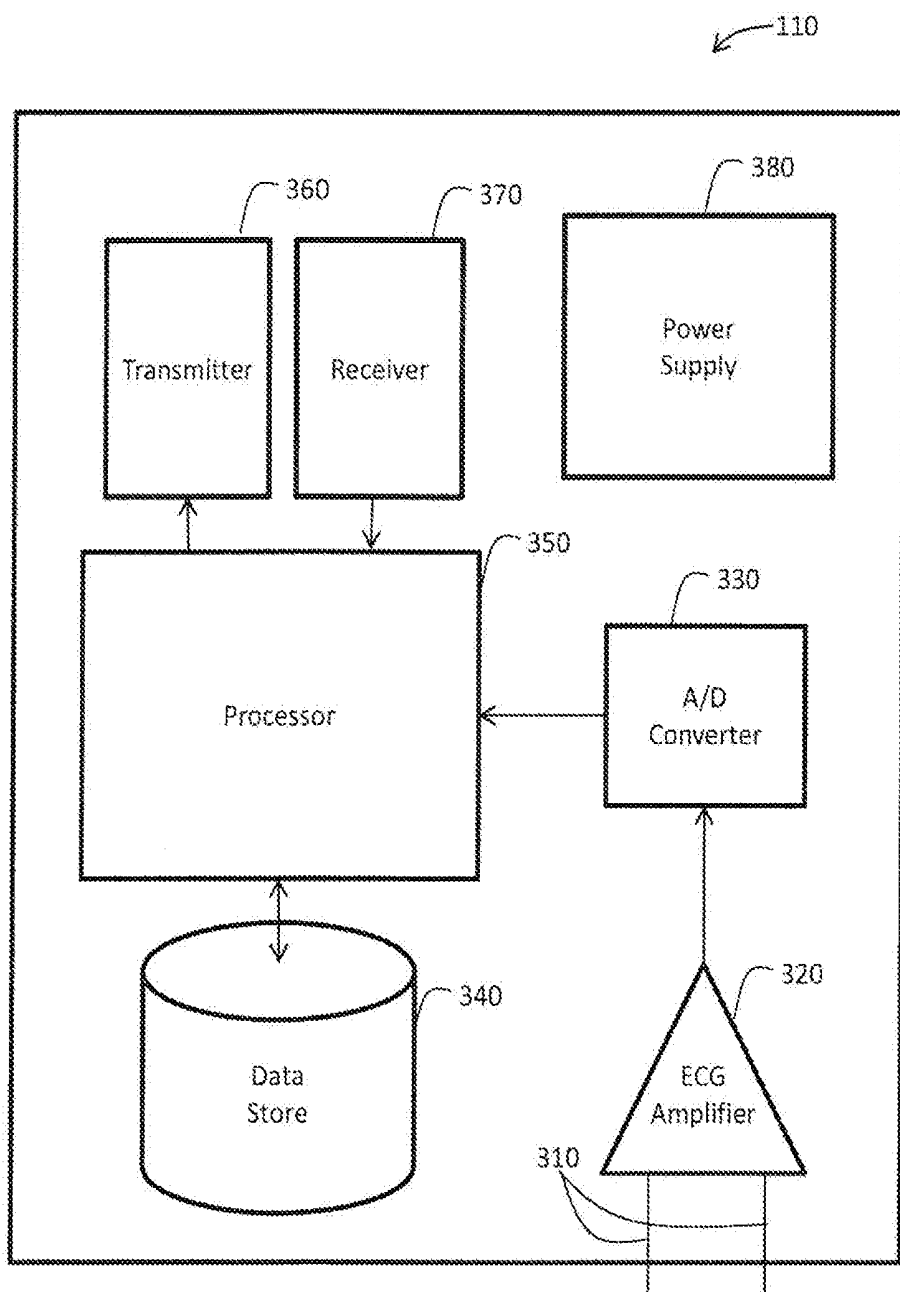 110
360
370
380
Transmitter
Receiver
Power
Supply
350
330
Processor
A/D
Converter
340
320
Data
Store
ECG
Amplifier
310